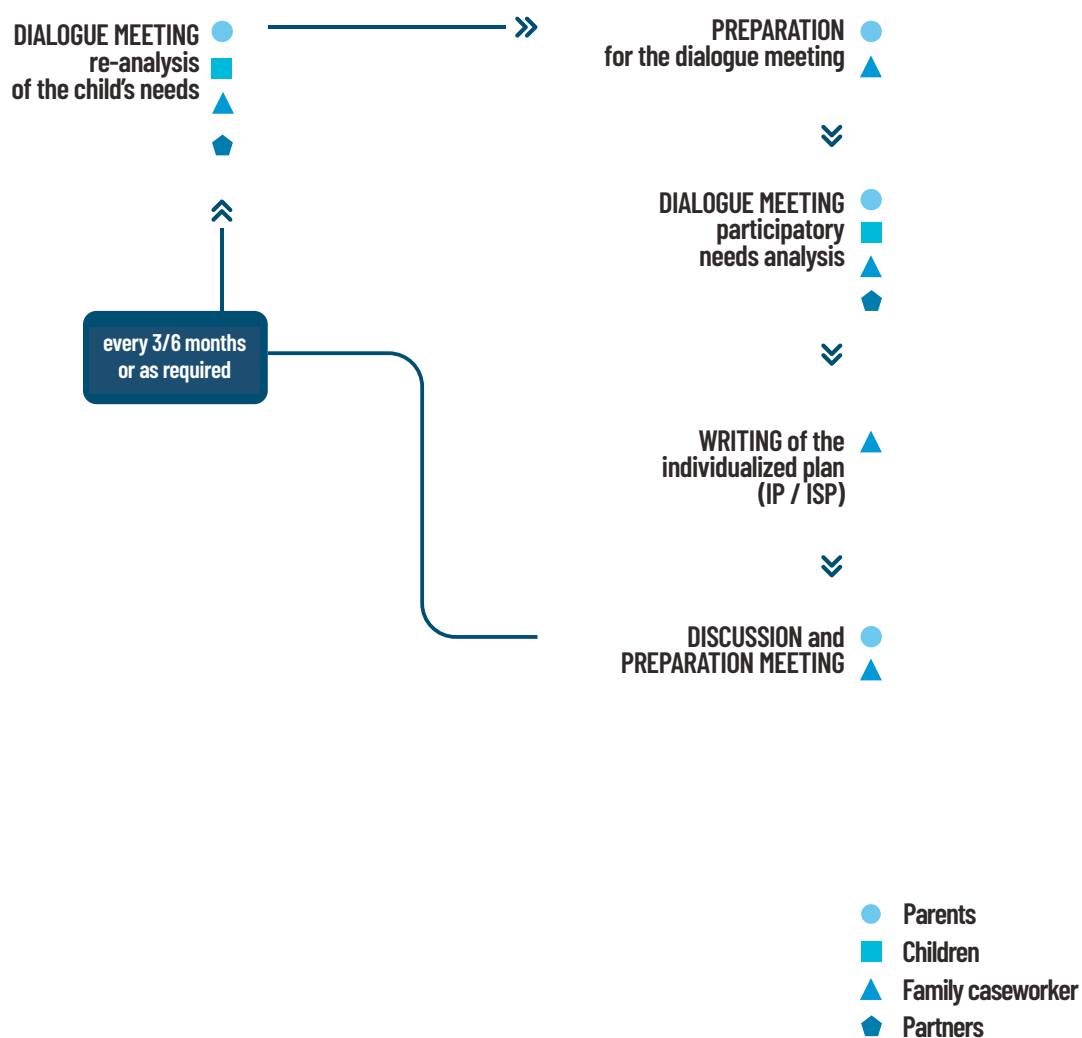 DIALOGUE MEETING
re-analysis
of the child’s needs
PREPARATION
for the dialogue meeting
DIALOGUE MEETING
participatory
needs analysis
every 3/6 months
or as required
WRITING of the
individualized plan
(IP / ISP)
DISCUSSION and
PREPARATION MEETING
Parents
Children
Family caseworker
Partners